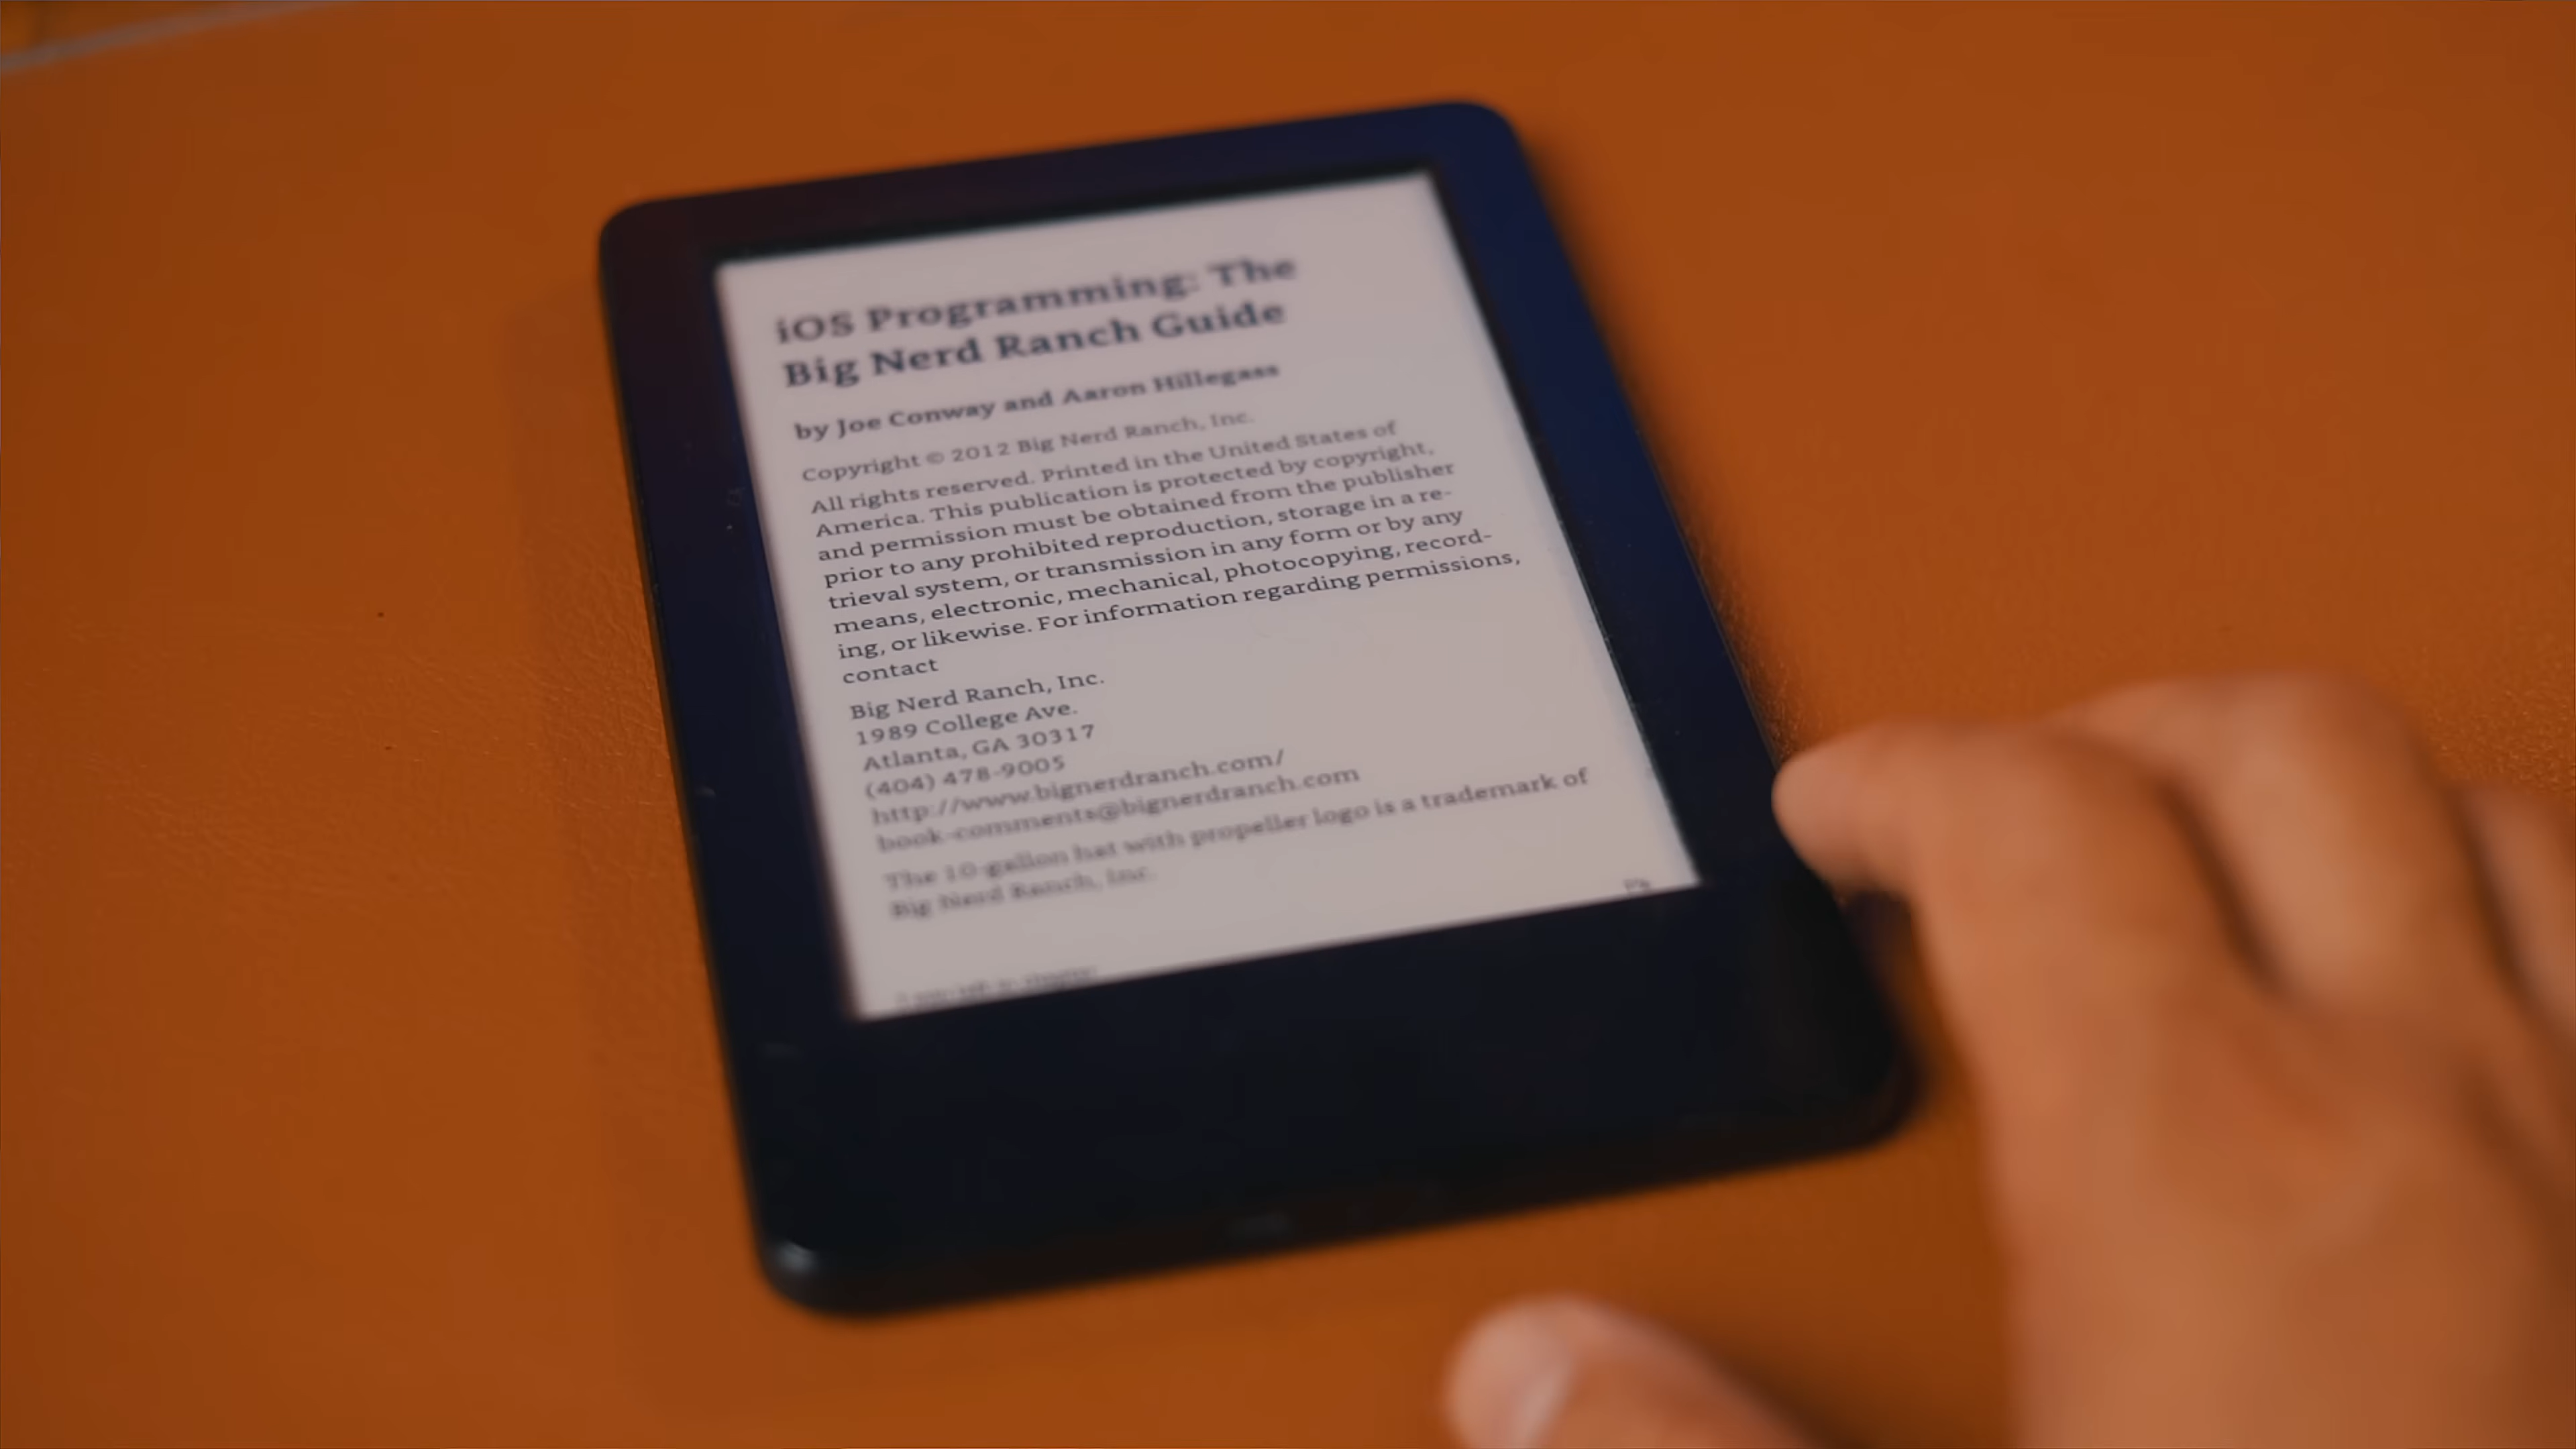 iOS Programming: The
Big Nerd Ranch Guide
by Joe Conway and Aaron Hillegass
Copyright © 2012 Big Nerd Ranch, Inc.
All rights reserved. Printed in the United States of
America. This publication is protected by copyright,
and permission must be obtained from the publisher
prior to any prohibited reproduction, storage in a re-
trieval system, or transmission in any form or by any
means, electronic, mechanical, photocopying, record-
ing, or likewise. For information regarding permissions,
contact
Big Nerd Ranch, Inc.
1989 College Ave.
Atlanta, GA 30317
(404) 478-9005
http://www.bignerdranch.com/
book-comments@bignerdranch.com
The 10-gallon hat with propeller logo is a trademark of
Big Nerd Ranch, Inc.